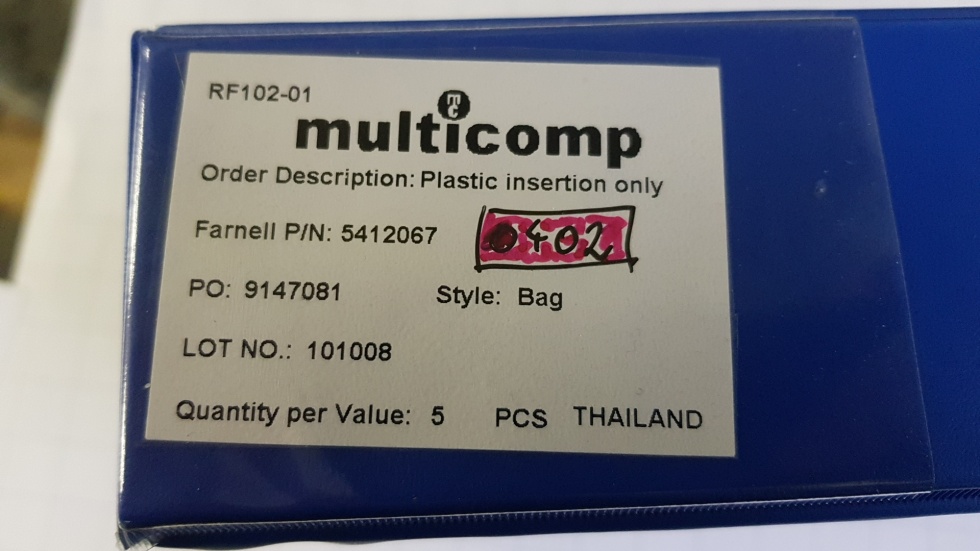 RF102-01
mc
multicomp
Order Description: Plastic insertion only
Farnell P/N: 5412067 0402
PO: 9147081 Style: Bag
LOT NO.: 101008
Quantity per Value: 5 PCS THAILAND